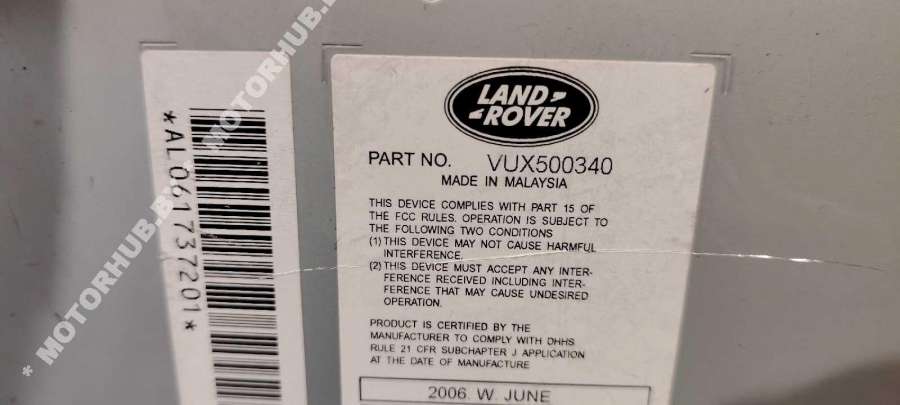 *AL061737201*
LAND
ROVER
PART NO. VUX500340
MADE IN MALAYSIA
THIS DEVICE COMPLIES WITH PART 15 OF
THE FCC RULES. OPERATION IS SUBJECT TO
THE FOLLOWING TWO CONDITIONS
(1) THIS DEVICE MAY NOT CAUSE HARMFUL
INTERFERENCE.
(2) THIS DEVICE MUST ACCEPT ANY INTER-
FERENCE RECEIVED INCLUDING INTER-
FERENCE THAT MAY CAUSE UNDESIRED
OPERATION.
PRODUCT IS CERTIFIED BY THE
MANUFACTURER TO COMPLY WITH DHHS
RULE 21 CFR SUBCHAPTER J APPLICATION
AT THE DATE OF MANUFACTURE
2006. W. JUNE
* MOTORHUB.BY * MOTORHUB.BY *